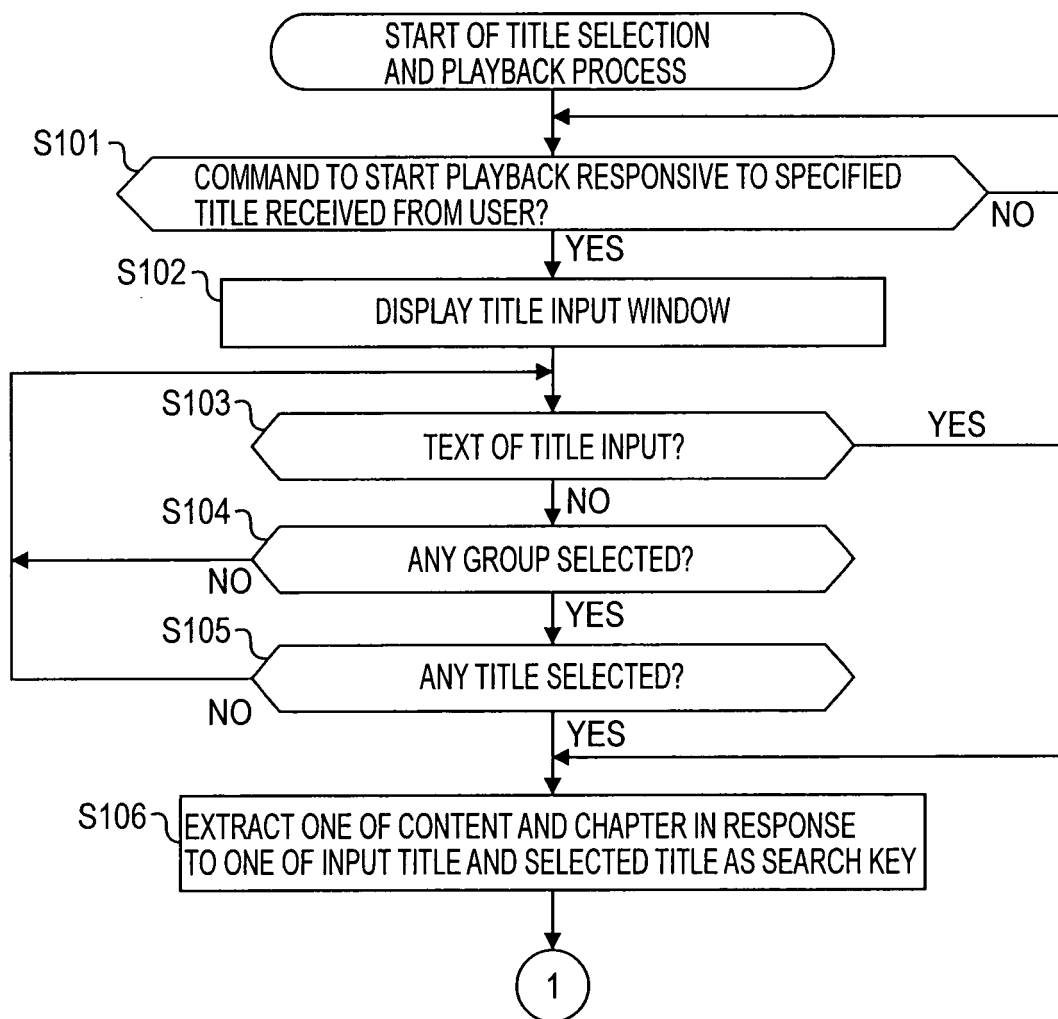 START OF TITLE SELECTION
AND PLAYBACK PROCESS
S101
COMMAND TO START PLAYBACK RESPONSIVE TO SPECIFIED
TITLE RECEIVED FROM USER?
NO
YES
S102
DISPLAY TITLE INPUT WINDOW
S103
TEXT OF TITLE INPUT?
YES
NO
S104
ANY GROUP SELECTED?
NO
YES
S105
ANY TITLE SELECTED?
NO
YES
S106
EXTRACT ONE OF CONTENT AND CHAPTER IN RESPONSE
TO ONE OF INPUT TITLE AND SELECTED TITLE AS SEARCH KEY
1